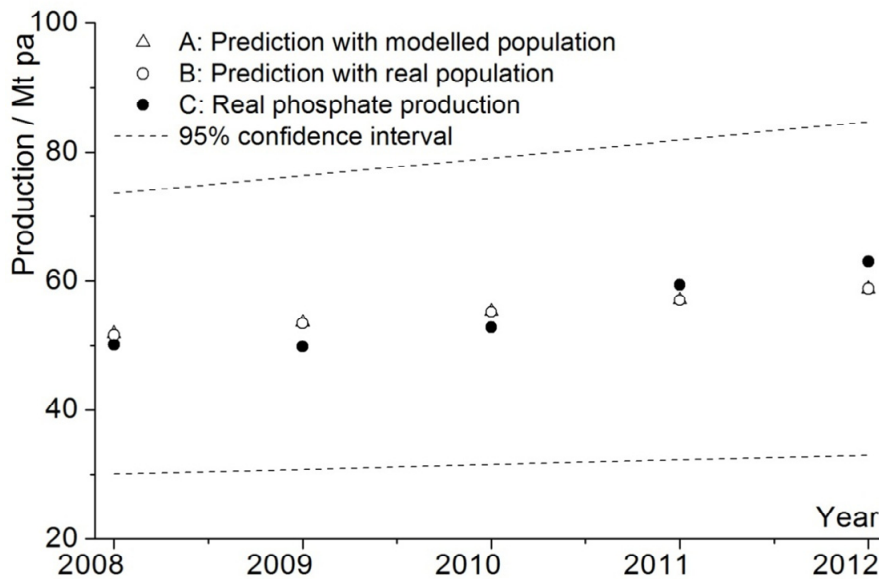 100
80
60
40
20
Production / Mt pa
A: Prediction with modelled population
B: Prediction with real population
C: Real phosphate production
95% confidence interval
Year
2008 2009 2010 2011 2012